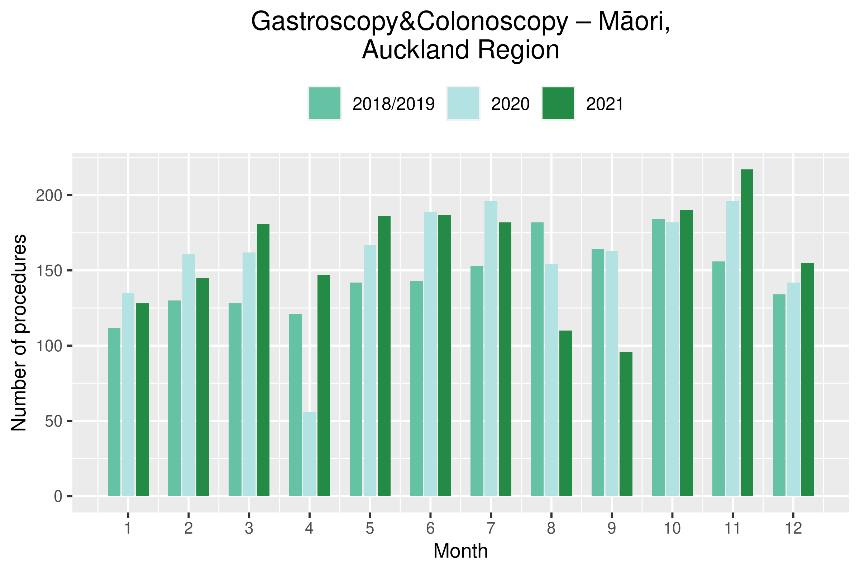 Gastroscopy&Colonoscopy – Māori,
Auckland Region
2018/2019 2020 2021
Number of procedures
200
150
100
50
0
1 2 3 4 5 6 7 8 9 10 11 12
Month